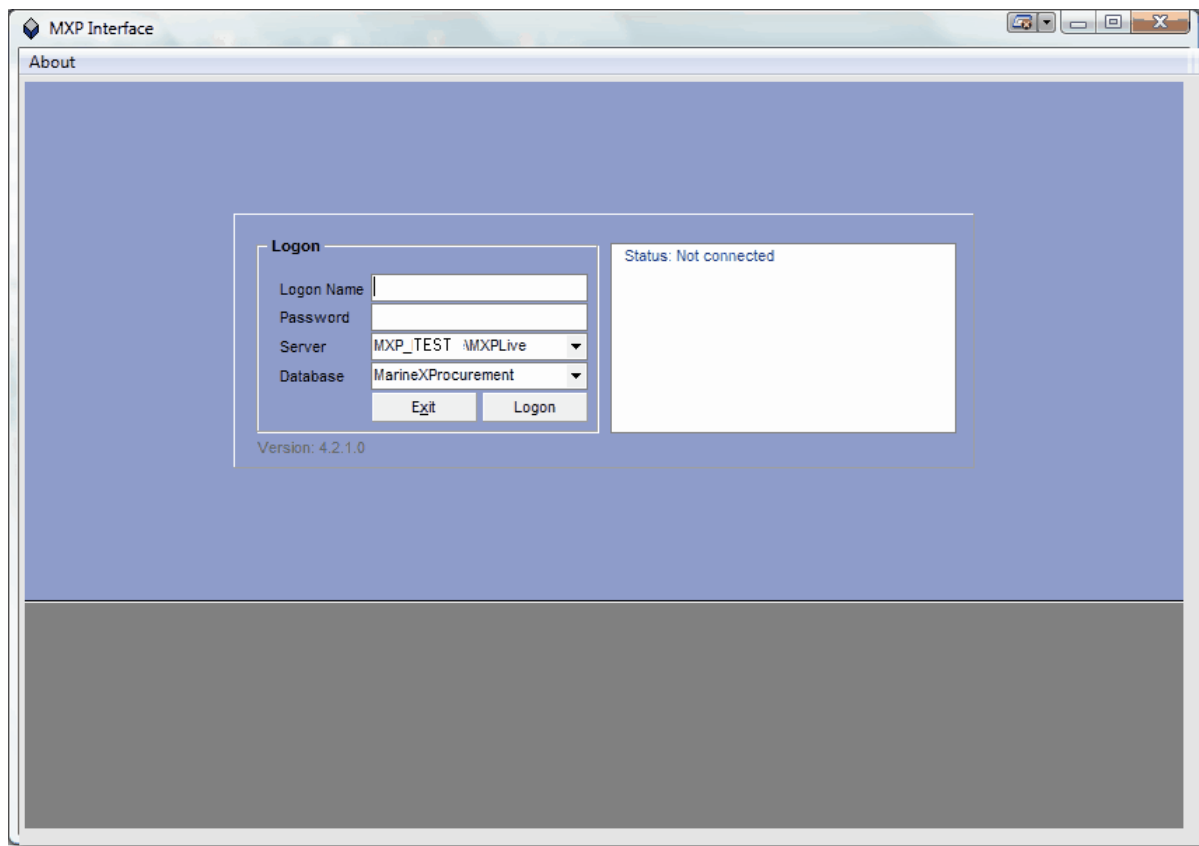 MXP Interface
About
Logon
Logon Name
Password
Server MXP_TEST \MXPLive
Database MarineXProcurement
Exit Logon
Version: 4.2.1.0
Status: Not connected